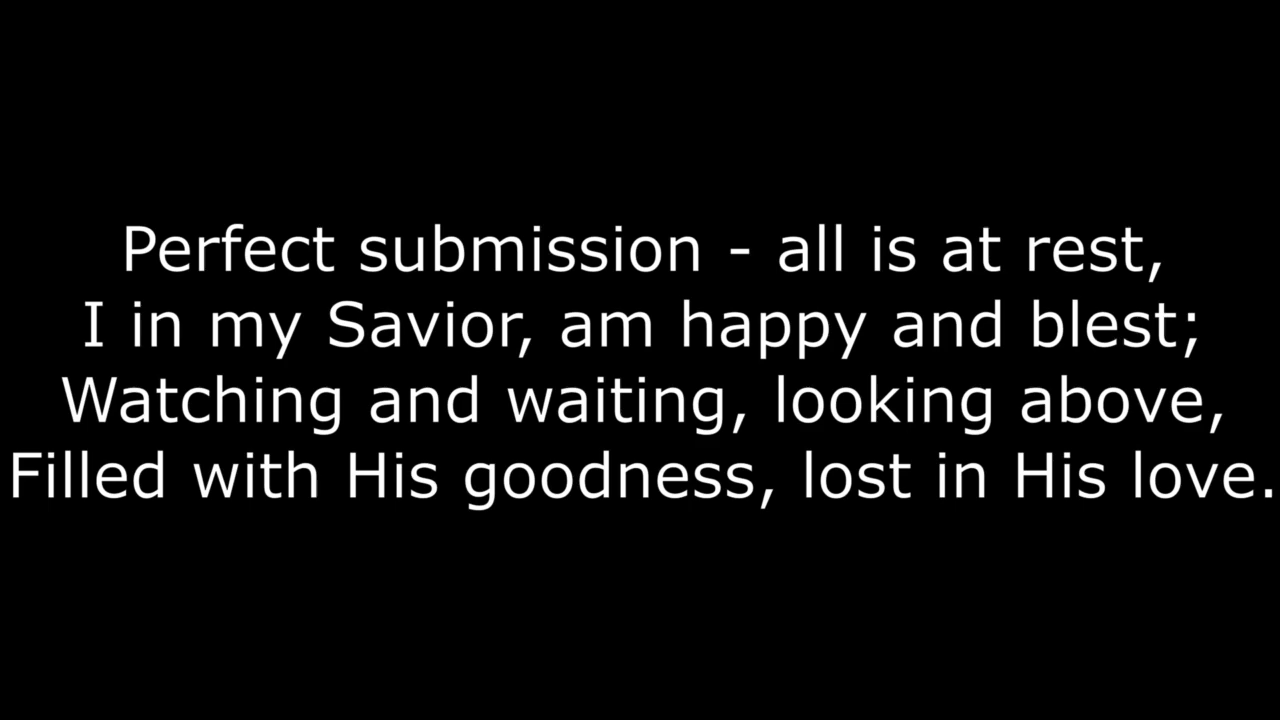 Perfect submission - all is at rest,
I in my Savior, am happy and blest;
Watching and waiting, looking above,
Filled with His goodness, lost in His love.